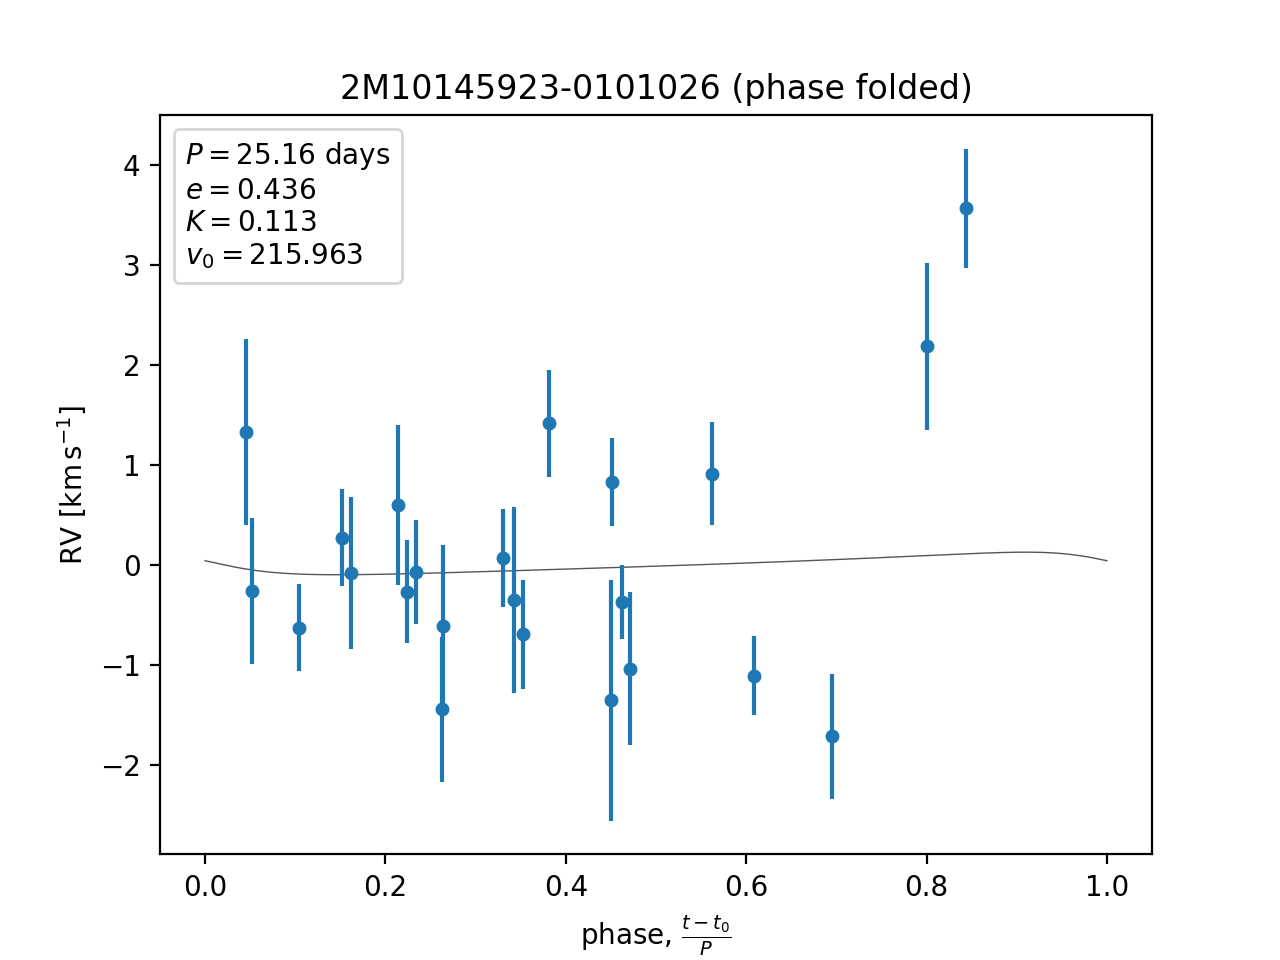 2M10145923-0101026 (phase folded)
P = 25.16 days
e = 0.436
K = 0.113
v₀ = 215.963
4
3
2
1
0
−1
−2
RV [km s⁻¹]
0.0 0.2 0.4 0.6 0.8 1.0
phase, (t − t₀)/P